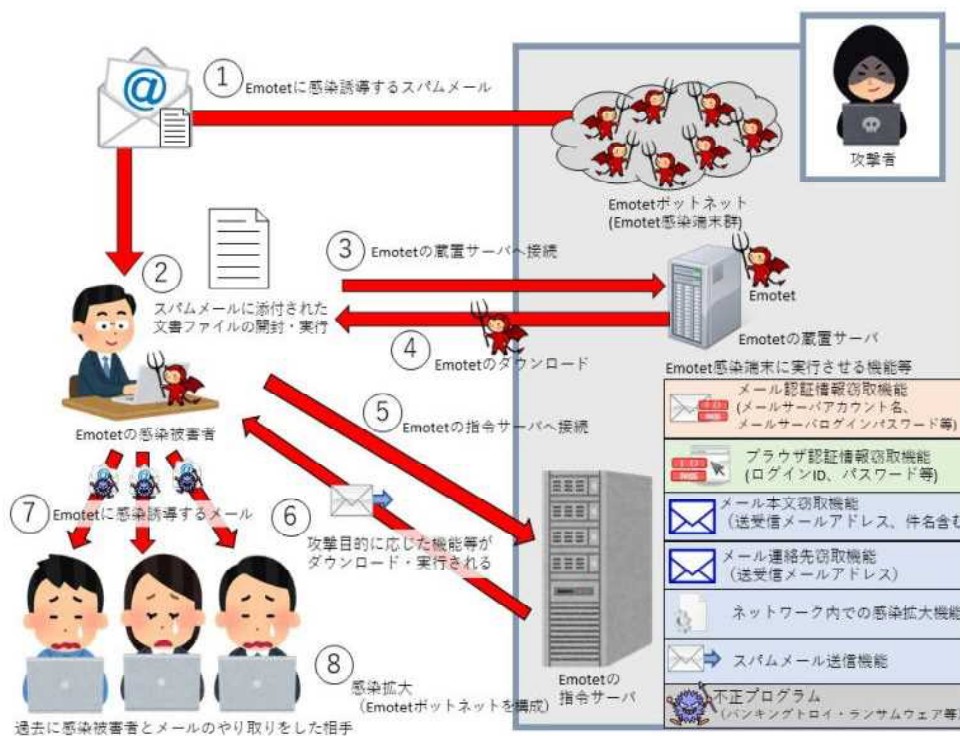 ① Emotetに感染誘導するスパムメール
攻撃者
Emotetボットネット
(Emotet感染端末群)
② スパムメールに添付された
文書ファイルの開封・実行
③ Emotetの蔵置サーバへ接続
Emotet
Emotetの蔵置サーバ
④ Emotetのダウンロード
Emotetの感染被害者
⑤ Emotetの指令サーバへ接続
⑥ 攻撃目的に応じた機能等が
ダウンロード・実行される
Emotetの
指令サーバ
⑦ Emotetに感染誘導するメール
⑧ 感染拡大
(Emotetボットネットを構成)
過去に感染被害者とメールのやり取りをした相手
Emotet感染端末に実行させる機能等
メール認証情報窃取機能
(メールサーバアカウント名、
メールサーバログインパスワード等)
ブラウザ認証情報窃取機能
(ログインID、パスワード等)
メール本文窃取機能
(送受信メールアドレス、件名含む
メール連絡先窃取機能
(送受信メールアドレス)
ネットワーク内での感染拡大機能
スパムメール送信機能
不正プログラム
(バンキングトロイ・ランサムウェア等)